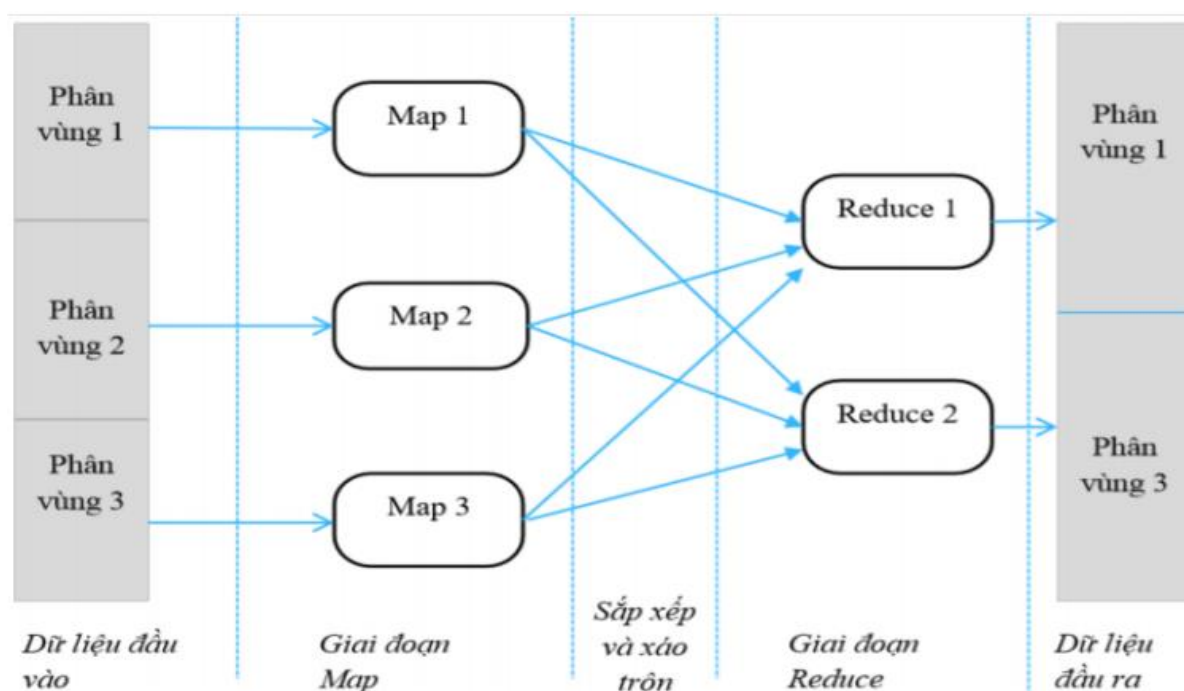 Phân
vùng 1
Phân
vùng 2
Phân
vùng 3
Map 1
Map 2
Map 3
Reduce 1
Reduce 2
Phân
vùng 1
Phân
vùng 3
Dữ liệu đầu
vào
Giai đoạn
Map
Sắp xếp
và xáo
trộn
Giai đoạn
Reduce
Dữ liệu
đầu ra